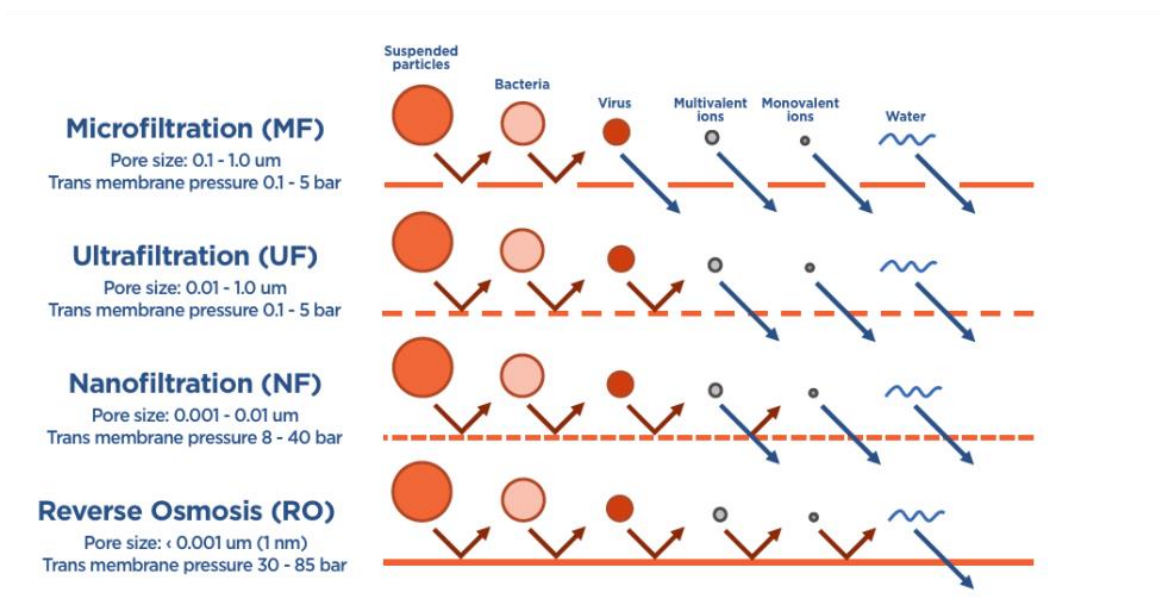 Suspended
particles
Bacteria
Virus
Multivalent
ions
Monovalent
ions
Water
Microfiltration (MF)
Pore size: 0.1 - 1.0 um
Trans membrane pressure 0.1 - 5 bar
Ultrafiltration (UF)
Pore size: 0.01 - 1.0 um
Trans membrane pressure 0.1 - 5 bar
Nanofiltration (NF)
Pore size: 0.001 - 0.01 um
Trans membrane pressure 8 - 40 bar
Reverse Osmosis (RO)
Pore size: < 0.001 um (1 nm)
Trans membrane pressure 30 - 85 bar